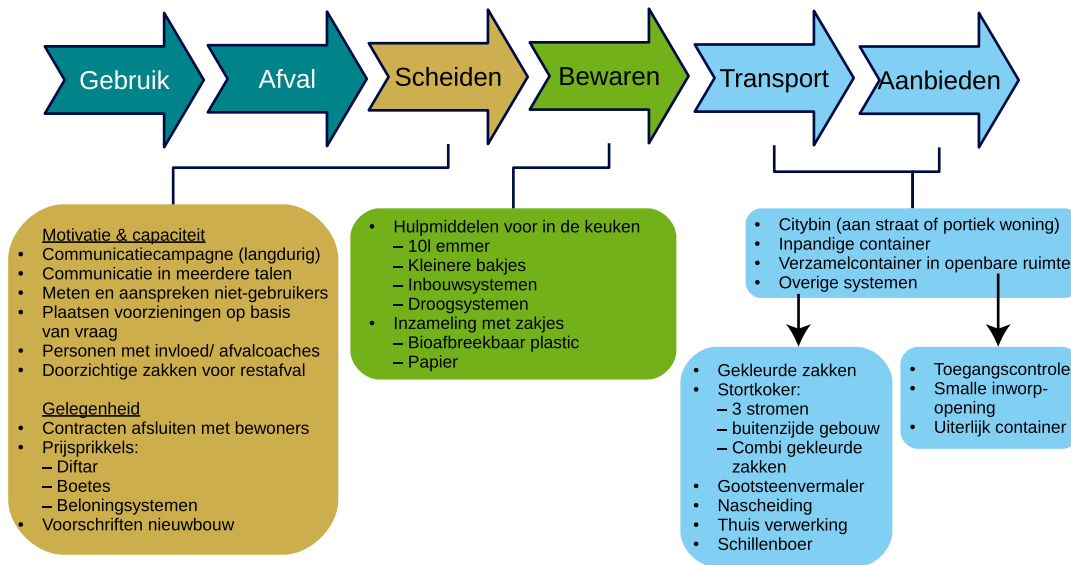 Gebruik
Afval
Scheiden
Bewaren
Transport
Aanbieden
Motivatie & capaciteit
• Communicatiecampagne (langdurig)
• Communicatie in meerdere talen
• Meten en aanspreken niet-gebruikers
• Plaatsen voorzieningen op basis
van vraag
• Personen met invloed/ afvalcoaches
• Doorzichtige zakken voor restafval
Gelegenheid
• Contracten afsluiten met bewoners
• Prijsprikkels:
– Diftar
– Boetes
– Beloningsystemen
• Voorschriften nieuwbouw
• Hulpmiddelen voor in de keuken
– 10l emmer
– Kleinere bakjes
– Inbouwsystemen
– Droogsystemen
• Inzameling met zakjes
– Bioafbreekbaar plastic
– Papier
• Citybin (aan straat of portiek woning)
• Inpandige container
• Verzamelcontainer in openbare ruimte
• Overige systemen
• Gekleurde zakken
• Stortkoker:
– 3 stromen
– buitenzijde gebouw
– Combi gekleurde
zakken
• Gootsteenvermaler
• Nascheiding
• Thuis verwerking
• Schillenboer
• Toegangscontrole
• Smalle inworp-
opening
• Uiterlijk container